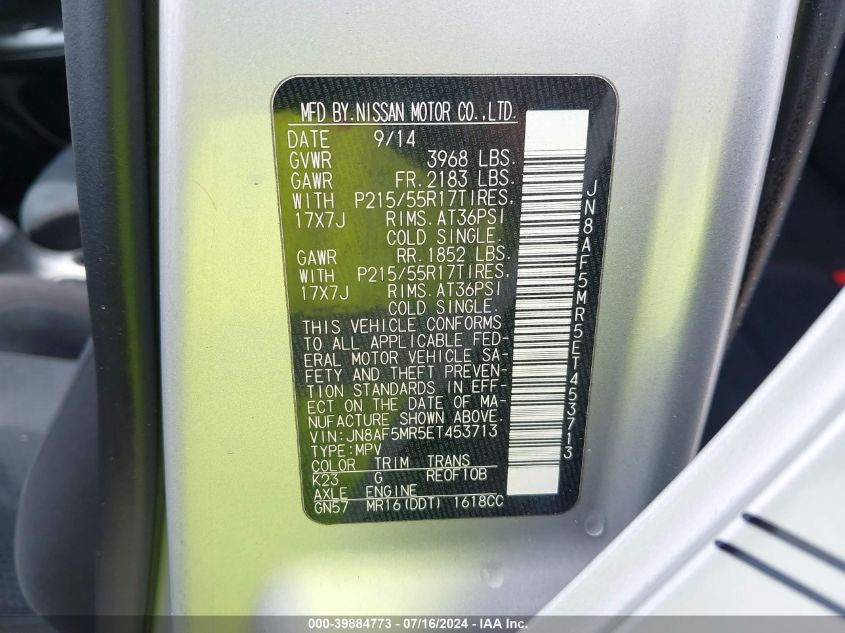 MFD BY.NISSAN MOTOR CO.,LTD.
DATE 9/14
GVWR 3968 LBS.
GAWR FR.2183 LBS.
WITH P215/55R17TIRES,
17X7J RIMS.AT36PSI
COLD SINGLE.
GAWR RR.1852 LBS.
WITH P215/55R17TIRES,
17X7J RIMS.AT36PSI
COLD SINGLE.
THIS VEHICLE CONFORMS
TO ALL APPLICABLE FED-
ERAL MOTOR VEHICLE SA-
FETY AND THEFT PREVEN-
TION STANDARDS IN EFF-
ECT ON THE DATE OF MA-
NUFACTURE SHOWN ABOVE.
VIN:JN8AF5MR5ET453713
TYPE:MPV
COLOR TRIM TRANS
K23 G RE0F10B
AXLE ENGINE
GN57 MR16(DDT) 1618CC
JN8AF5MR5ET453713
000-39884773 - 07/16/2024 - IAA Inc.